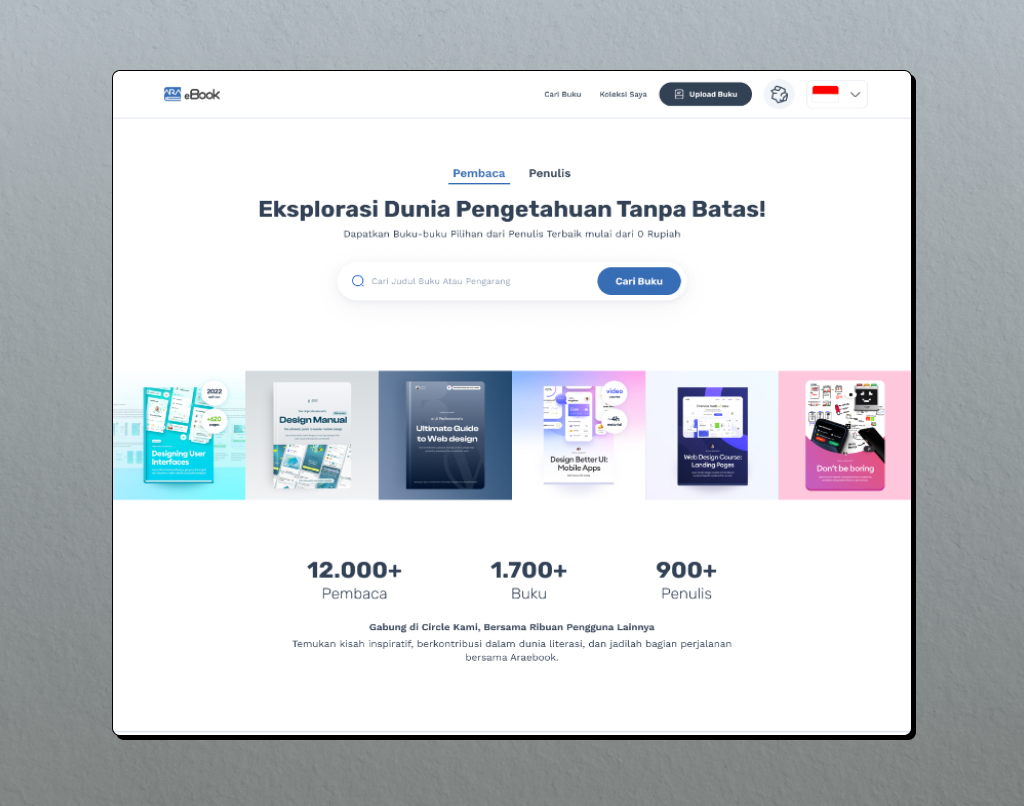 ARA eBook
Cari Buku
Koleksi Saya
Upload Buku
Pembaca
Penulis
Eksplorasi Dunia Pengetahuan Tanpa Batas!
Dapatkan Buku-buku Pilihan dari Penulis Terbaik mulai dari 0 Rupiah
Cari Judul Buku Atau Pengarang
Cari Buku
2022
+420
pages
Designing User
Interfaces
Design Manual
Ultimate Guide
to Web design
video
material
Design Better UI:
Mobile Apps
Web Design Course:
Landing Pages
Don't be boring
12.000+
Pembaca
1.700+
Buku
900+
Penulis
Gabung di Circle Kami, Bersama Ribuan Pengguna Lainnya
Temukan kisah inspiratif, berkontribusi dalam dunia literasi, dan jadilah bagian perjalanan
bersama Araebook.